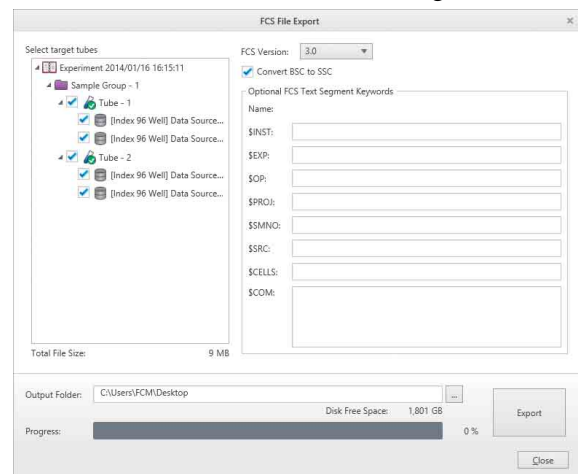 FCS File Export
Select target tubes
Experiment 2014/01/16 16:15:11
Sample Group - 1
Tube - 1
[Index 96 Well] Data Source...
[Index 96 Well] Data Source...
Tube - 2
[Index 96 Well] Data Source...
[Index 96 Well] Data Source...
Total File Size: 9 MB
FCS Version: 3.0
Convert BSC to SSC
Optional FCS Text Segment Keywords
Name:
$INST:
$EXP:
$OP:
$PROJ:
$SMNO:
$SRC:
$CELLS:
$COM:
Output Folder: C:\Users\FCM\Desktop ...
Disk Free Space: 1,801 GB
Export
Progress: 0 %
Close